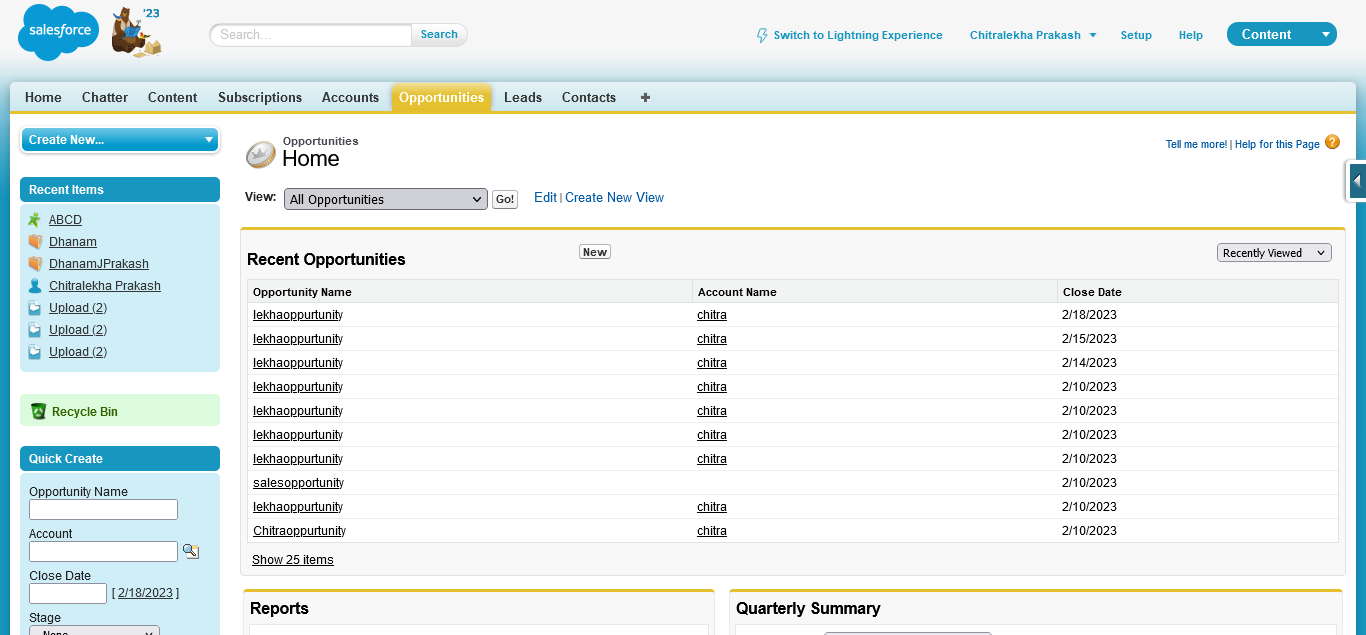 salesforce
'23
Search...
Search
Switch to Lightning Experience
Chitralekha Prakash
Setup
Help
Content
Home
Chatter
Content
Subscriptions
Accounts
Opportunities
Leads
Contacts
+
Create New...
Recent Items
ABCD
Dhanam
DhanamJPrakash
Chitralekha Prakash
Upload (2)
Upload (2)
Upload (2)
Recycle Bin
Quick Create
Opportunity Name
Account
Close Date
[ 2/18/2023 ]
Stage
--None--
Opportunities
Home
Tell me more! | Help for this Page ?
View: All Opportunities Go! Edit | Create New View
Recent Opportunities New Recently Viewed
Opportunity Name Account Name Close Date
lekhaoppurtunity chitra 2/18/2023
lekhaoppurtunity chitra 2/15/2023
lekhaoppurtunity chitra 2/14/2023
lekhaoppurtunity chitra 2/10/2023
lekhaoppurtunity chitra 2/10/2023
lekhaoppurtunity chitra 2/10/2023
lekhaoppurtunity chitra 2/10/2023
salesopportunity 2/10/2023
lekhaoppurtunity chitra 2/10/2023
Chitraoppurtunity chitra 2/10/2023
Show 25 items
Reports
Quarterly Summary